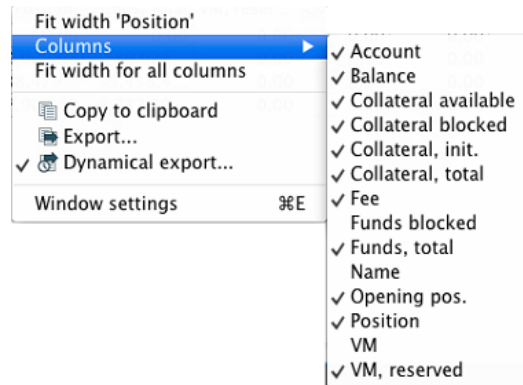 Fit width 'Position'
Columns
Fit width for all columns
Copy to clipboard
Export...
Dynamical export...
Window settings ⌘E
Account
Balance
Collateral available
Collateral blocked
Collateral, init.
Collateral, total
Fee
Funds blocked
Funds, total
Name
Opening pos.
Position
VM
VM, reserved